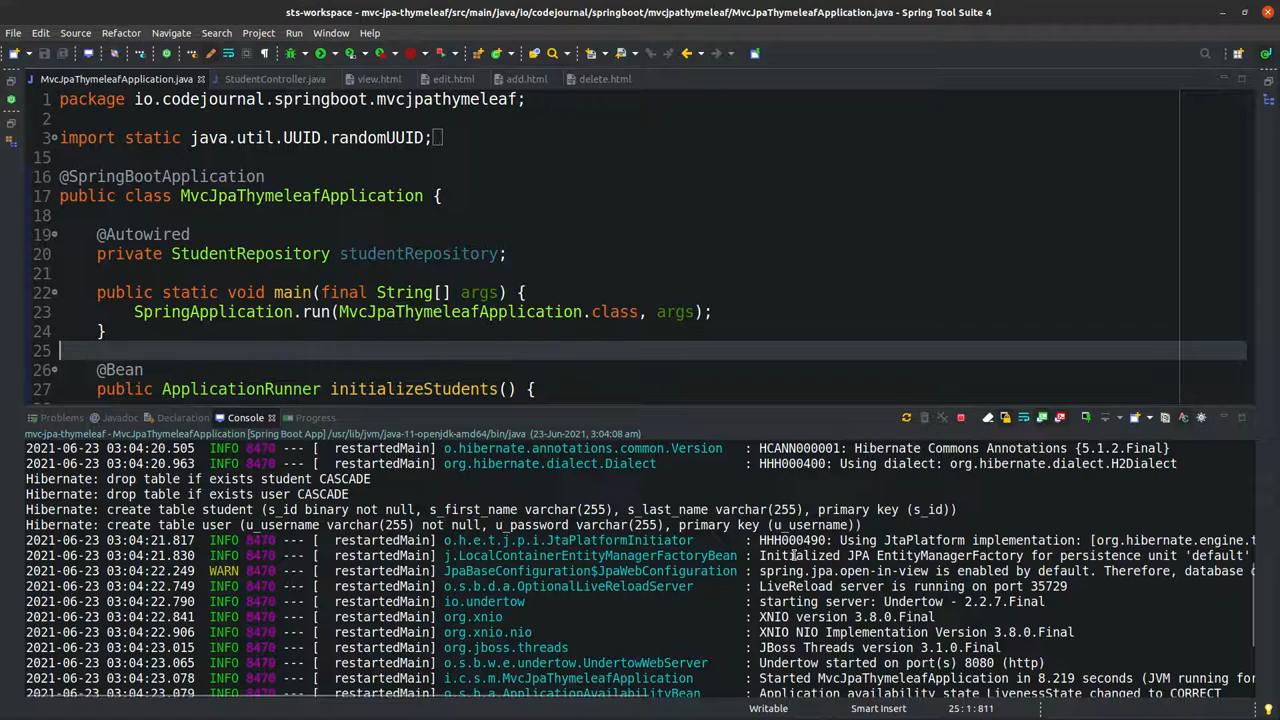 sts-workspace - mvc-jpa-thymeleaf/src/main/java/io/codejournal/springboot/mvcjpathymeleaf/MvcJpaThymeleafApplication.java - Spring Tool Suite 4
File Edit Source Refactor Navigate Search Project Run Window Help
MvcJpaThymeleafApplication.java StudentController.java view.html edit.html add.html delete.html
1 package io.codejournal.springboot.mvcjpathymeleaf;
2
3 import static java.util.UUID.randomUUID;
15
16 @SpringBootApplication
17 public class MvcJpaThymeleafApplication {
18
19 @Autowired
20 private StudentRepository studentRepository;
21
22 public static void main(final String[] args) {
23 SpringApplication.run(MvcJpaThymeleafApplication.class, args);
24 }
25
26 @Bean
27 public ApplicationRunner initializeStudents() {
Problems Javadoc Declaration Console Progress
mvc-jpa-thymeleaf - MvcJpaThymeleafApplication [Spring Boot App] /usr/lib/jvm/java-11-openjdk-amd64/bin/java (23-Jun-2021, 3:04:08 am)
2021-06-23 03:04:20.505 INFO 8470 --- [ restartedMain] o.hibernate.annotations.common.Version : HCANN000001: Hibernate Commons Annotations {5.1.2.Final}
2021-06-23 03:04:20.963 INFO 8470 --- [ restartedMain] org.hibernate.dialect.Dialect : HHH000400: Using dialect: org.hibernate.dialect.H2Dialect
Hibernate: drop table if exists student CASCADE
Hibernate: drop table if exists user CASCADE
Hibernate: create table student (s_id binary not null, s_first_name varchar(255), s_last_name varchar(255), primary key (s_id))
Hibernate: create table user (u_username varchar(255) not null, u_password varchar(255), primary key (u_username))
2021-06-23 03:04:21.817 INFO 8470 --- [ restartedMain] o.h.e.t.j.p.i.JtaPlatformInitiator : HHH000490: Using JtaPlatform implementation: [org.hibernate.engine.t
2021-06-23 03:04:21.830 INFO 8470 --- [ restartedMain] j.LocalContainerEntityManagerFactoryBean : Initialized JPA EntityManagerFactory for persistence unit 'default'
2021-06-23 03:04:22.249 WARN 8470 --- [ restartedMain] JpaBaseConfiguration$JpaWebConfiguration : spring.jpa.open-in-view is enabled by default. Therefore, database
2021-06-23 03:04:22.701 INFO 8470 --- [ restartedMain] o.s.b.d.a.OptionalLiveReloadServer : LiveReload server is running on port 35729
2021-06-23 03:04:22.790 INFO 8470 --- [ restartedMain] io.undertow : starting server: Undertow - 2.2.7.Final
2021-06-23 03:04:22.841 INFO 8470 --- [ restartedMain] org.xnio : XNIO version 3.8.0.Final
2021-06-23 03:04:22.906 INFO 8470 --- [ restartedMain] org.xnio.nio : XNIO NIO Implementation Version 3.8.0.Final
2021-06-23 03:04:23.015 INFO 8470 --- [ restartedMain] org.jboss.threads : JBoss Threads version 3.1.0.Final
2021-06-23 03:04:23.065 INFO 8470 --- [ restartedMain] o.s.b.w.e.undertow.UndertowWebServer : Undertow started on port(s) 8080 (http)
2021-06-23 03:04:23.078 INFO 8470 --- [ restartedMain] i.c.s.m.MvcJpaThymeleafApplication : Started MvcJpaThymeleafApplication in 8.219 seconds (JVM running for
2021-06-23 03:04:23.079 INFO 8470 --- [ restartedMain] o.s.b.a.ApplicationAvailabilityBean : Application availability state LivenessState changed to CORRECT
Writable Smart Insert 25 : 1 : 811